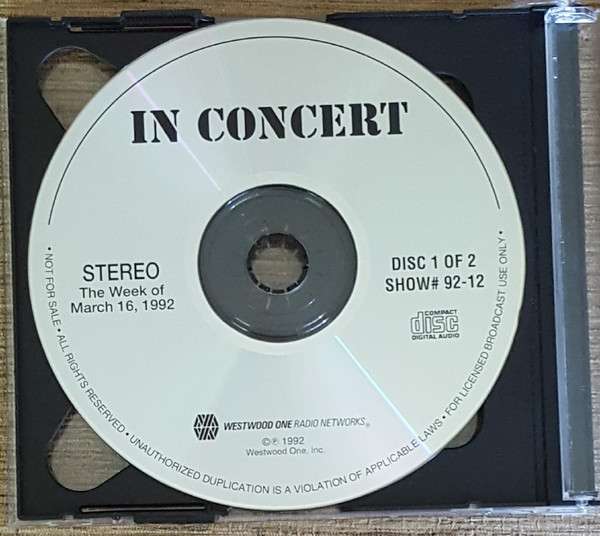 IN CONCERT
STEREO
The Week of
March 16, 1992
DISC 1 OF 2
SHOW# 92-12
COMPACT
disc
DIGITAL AUDIO
WESTWOOD ONE RADIO NETWORKS®
©℗ 1992
Westwood One, Inc.
• NOT FOR SALE • ALL RIGHTS RESERVED • UNAUTHORIZED DUPLICATION IS A VIOLATION OF APPLICABLE LAWS • FOR LICENSED BROADCAST USE ONLY •